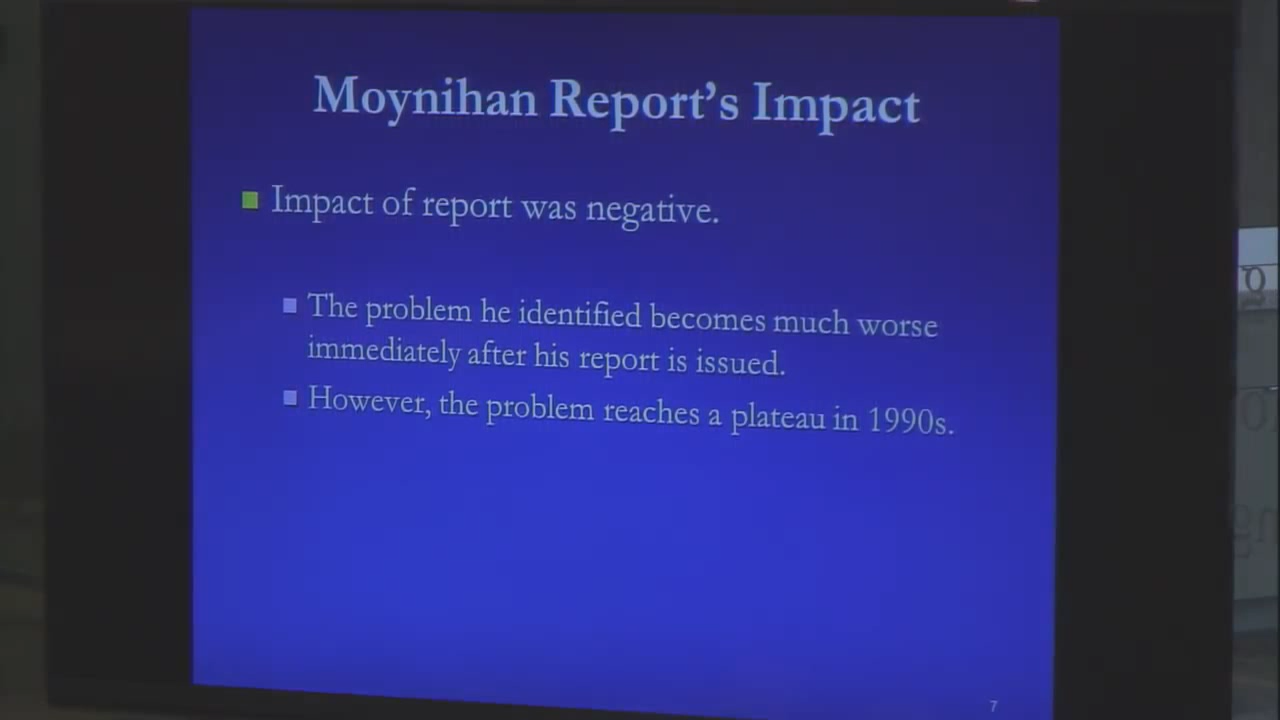 Moynihan Report's Impact
Impact of report was negative.
The problem he identified becomes much worse
immediately after his report is issued.
However, the problem reaches a plateau in 1990s.
7